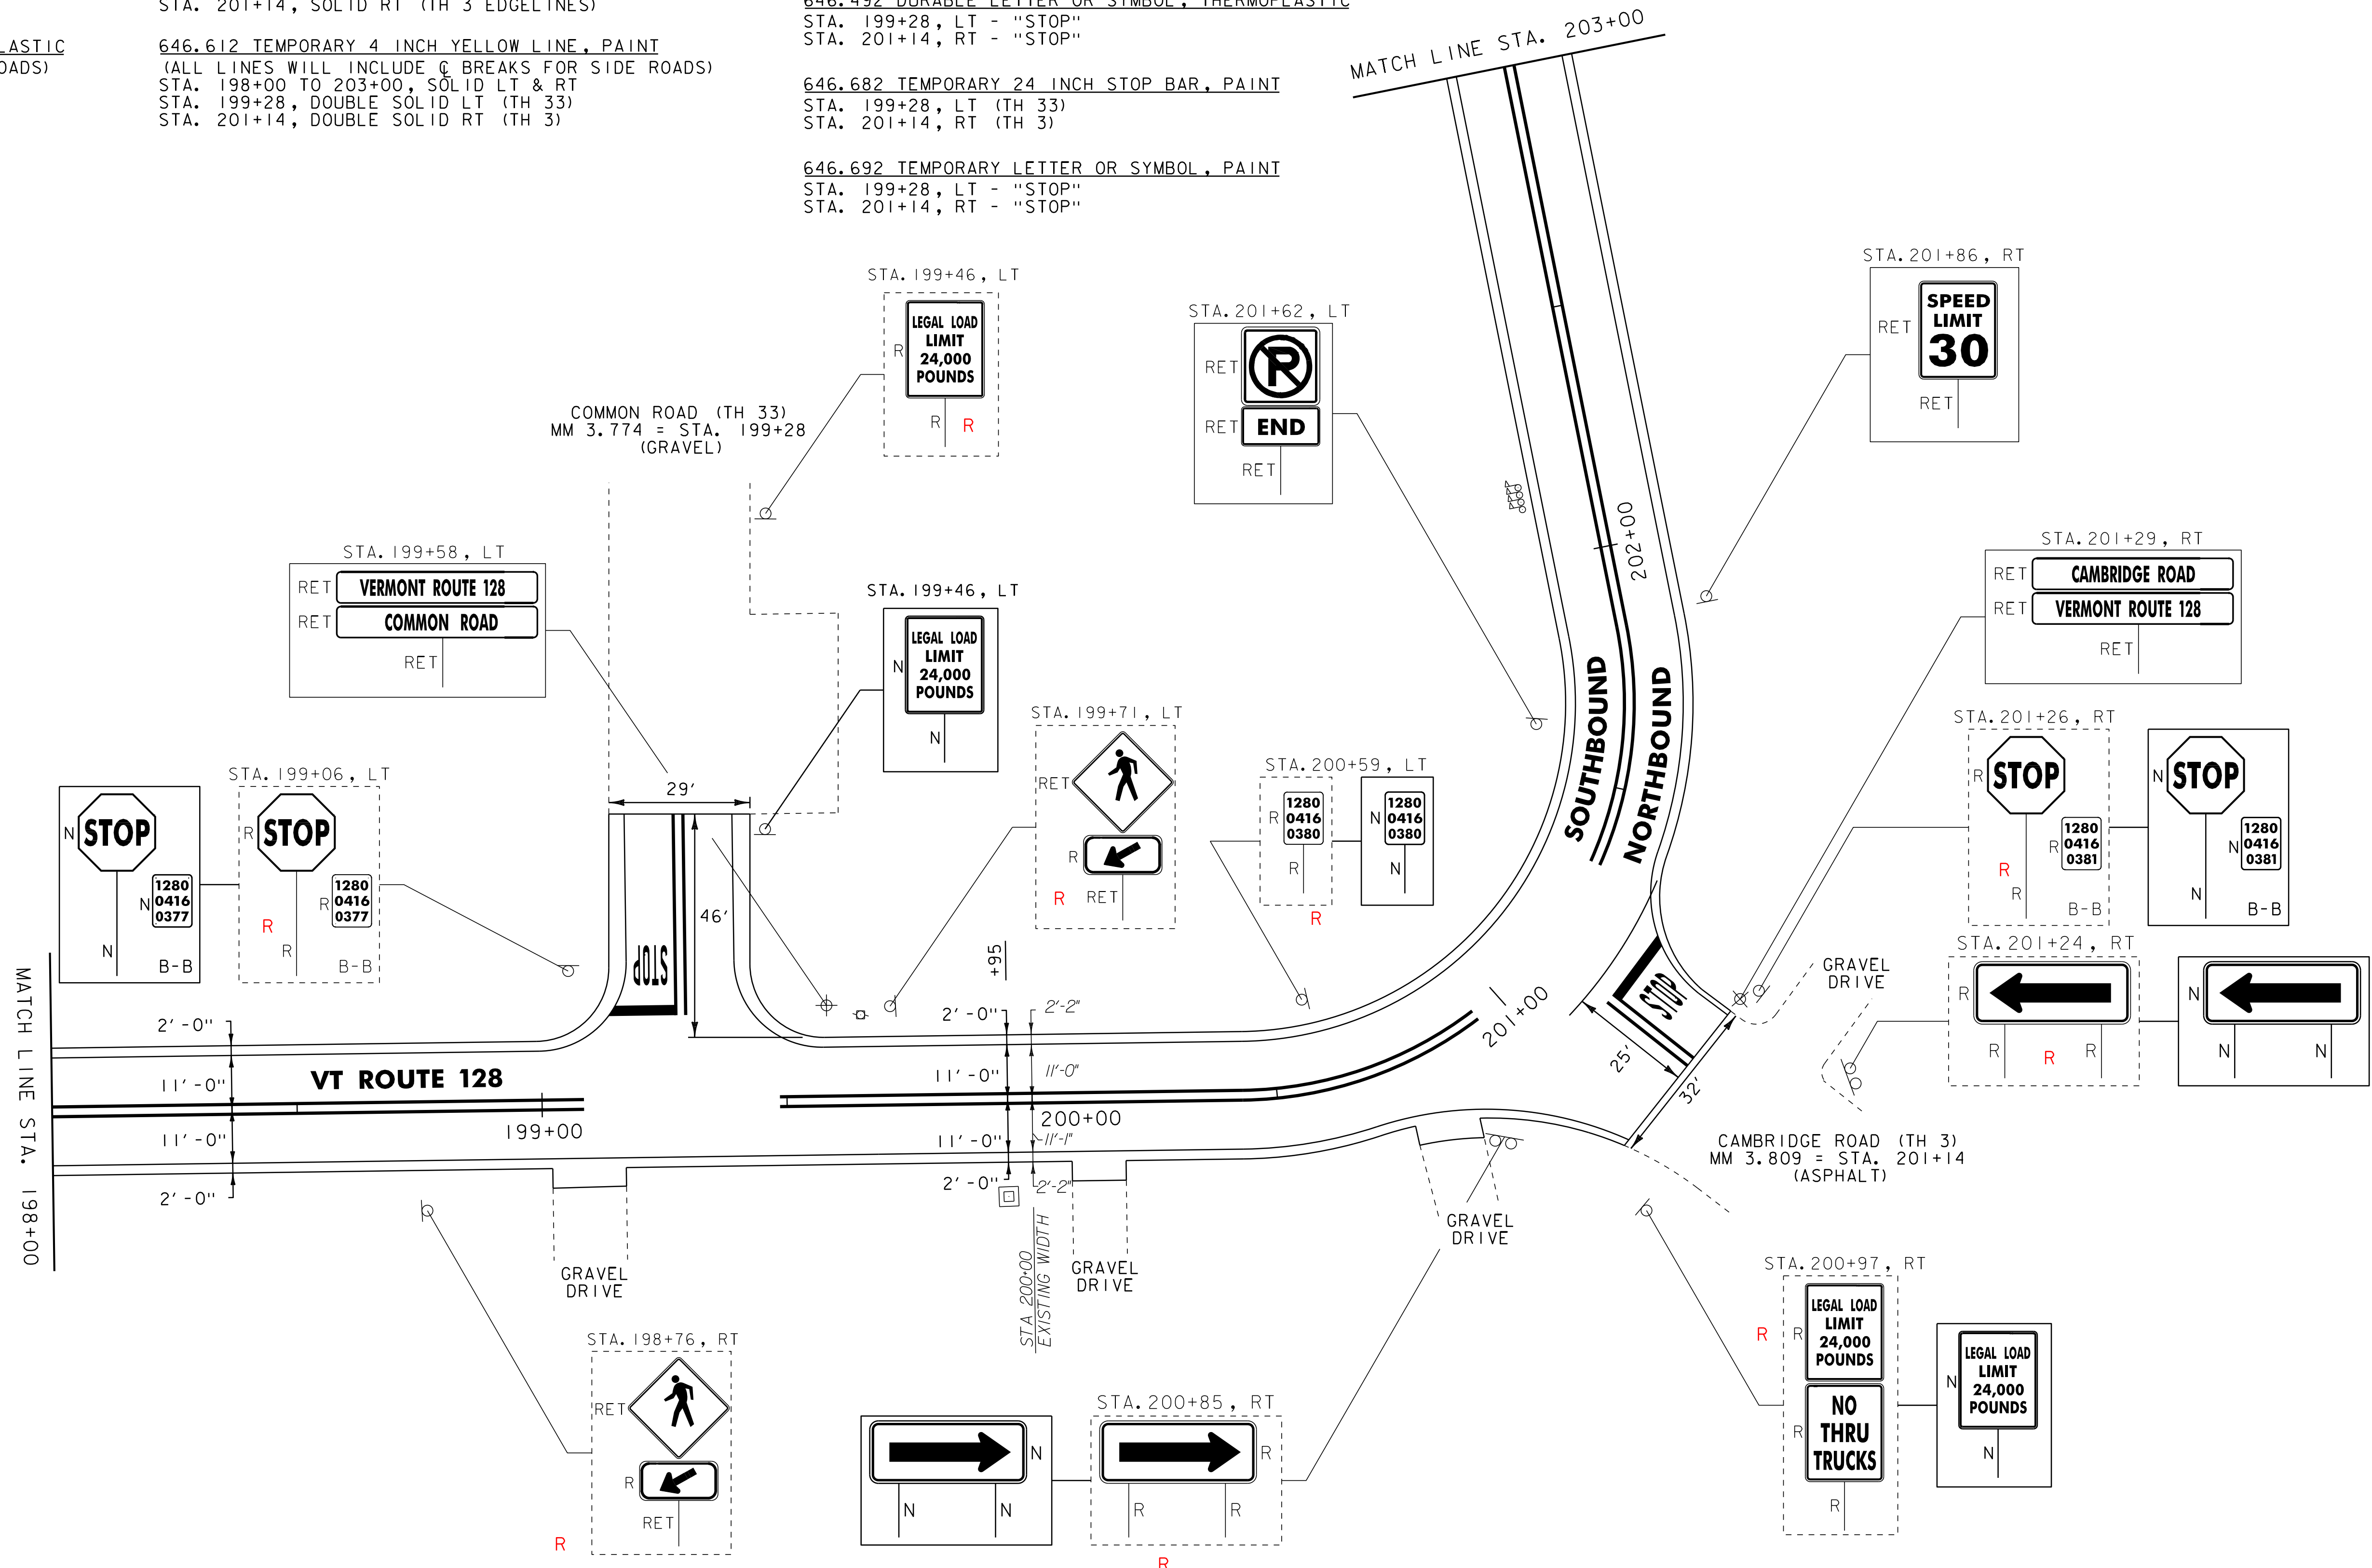 STA. 201+14, SOLID RT (TH 3 EDGELINES)
LASTIC
OADS)
646.612 TEMPORARY 4 INCH YELLOW LINE, PAINT
(ALL LINES WILL INCLUDE ℄ BREAKS FOR SIDE ROADS)
STA. 198+00 TO 203+00, SOLID LT & RT
STA. 199+28, DOUBLE SOLID LT (TH 33)
STA. 201+14, DOUBLE SOLID RT (TH 3)
646.492 DURABLE LETTER OR SYMBOL, THERMOPLASTIC
STA. 199+28, LT - "STOP"
STA. 201+14, RT - "STOP"
646.682 TEMPORARY 24 INCH STOP BAR, PAINT
STA. 199+28, LT (TH 33)
STA. 201+14, RT (TH 3)
646.692 TEMPORARY LETTER OR SYMBOL, PAINT
STA. 199+28, LT - "STOP"
STA. 201+14, RT - "STOP"
MATCH LINE STA. 203+00
STA.199+46, LT
LEGAL LOAD
LIMIT
24,000
POUNDS
R
R
R
STA.201+62, LT
RET
P
RET
END
RET
STA.201+86, RT
SPEED
LIMIT
30
RET
RET
COMMON ROAD (TH 33)
MM 3.774 = STA. 199+28
(GRAVEL)
STA.199+58, LT
RET VERMONT ROUTE 128
RET COMMON ROAD
RET
STA.199+46, LT
LEGAL LOAD
LIMIT
24,000
POUNDS
N
N
202+00
STA.201+29, RT
RET CAMBRIDGE ROAD
RET VERMONT ROUTE 128
RET
SOUTHBOUND
NORTHBOUND
N STOP
N
1280
0416
0377
N
B-B
STA.199+06, LT
R STOP
R
1280
0416
0377
R
R
B-B
29'
46'
STOP
STA.199+71, LT
RET
R
R
RET
STA.200+59, LT
R
1280
0416
0380
R
R
N
1280
0416
0380
N
STA.201+26, RT
R STOP
R
1280
0416
0381
R
R
B-B
N STOP
N
1280
0416
0381
N
B-B
STA.201+24, RT
R
R
R
R
N
N
N
GRAVEL
DRIVE
STOP
25'
32'
201+00
MATCH LINE STA. 198+00
2'-0"
11'-0"
11'-0"
2'-0"
VT ROUTE 128
199+00
+95
2'-0"
11'-0"
11'-0"
2'-0"
2'-2"
11'-0"
11'-1"
2'-2"
200+00
STA 200+00
EXISTING WIDTH
GRAVEL
DRIVE
GRAVEL
DRIVE
GRAVEL
DRIVE
CAMBRIDGE ROAD (TH 3)
MM 3.809 = STA. 201+14
(ASPHALT)
STA.198+76, RT
RET
R
RET
R
N
N
N
STA.200+85, RT
R
R
R
R
STA.200+97, RT
LEGAL LOAD
LIMIT
24,000
POUNDS
R
R
NO
THRU
TRUCKS
R
R
LEGAL LOAD
LIMIT
24,000
POUNDS
N
N